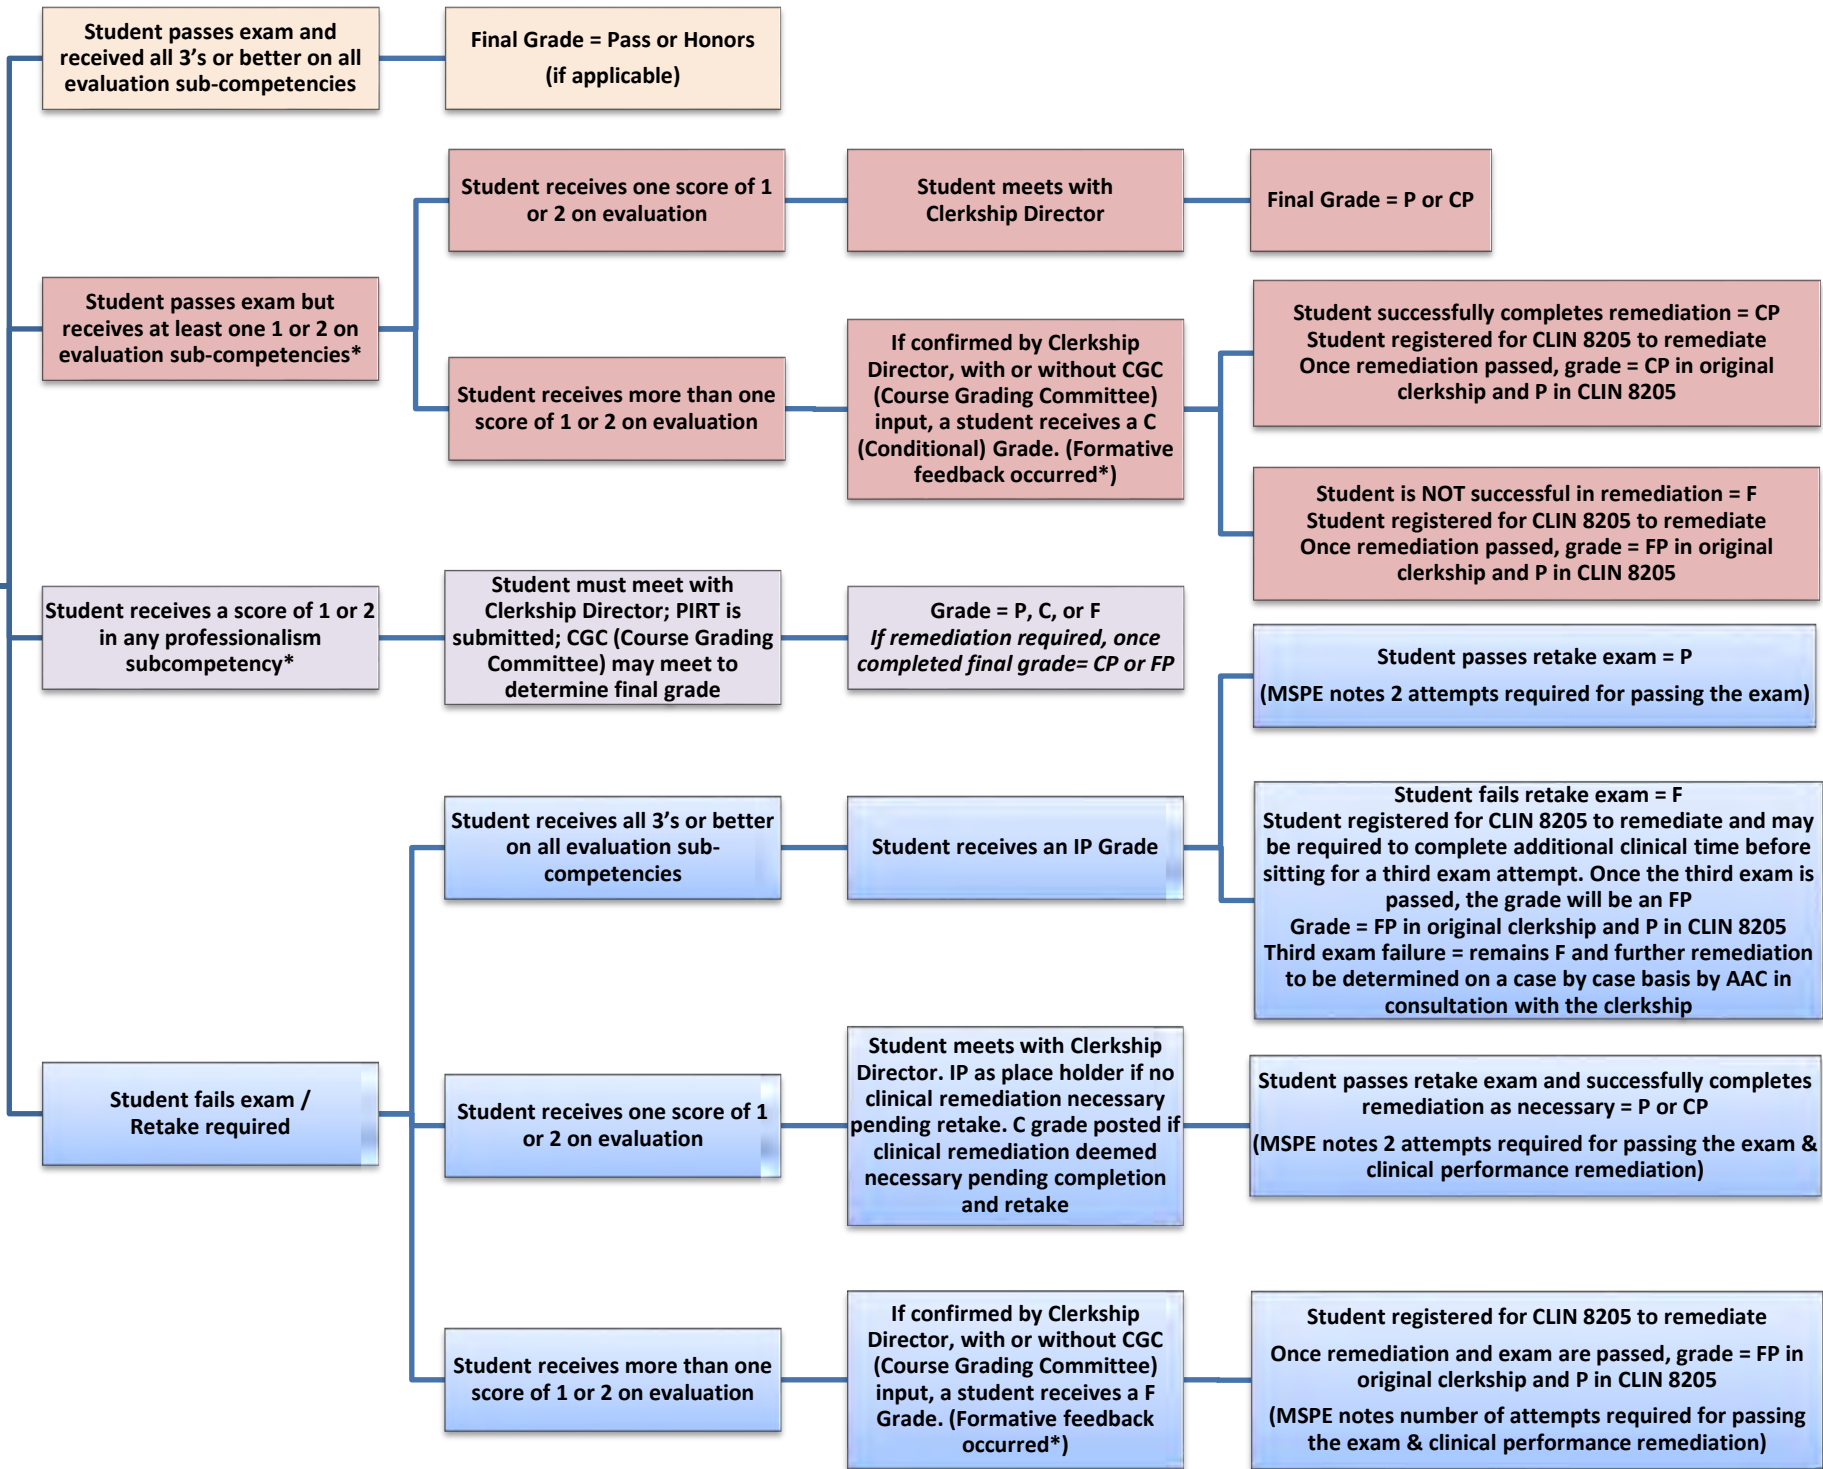 Student passes exam and
received all 3's or better on all
evaluation sub-competencies
Final Grade = Pass or Honors
(if applicable)
Student passes exam but
receives at least one 1 or 2 on
evaluation sub-competencies*
Student receives one score of 1
or 2 on evaluation
Student meets with
Clerkship Director
Final Grade = P or CP
Student receives more than one
score of 1 or 2 on evaluation
If confirmed by Clerkship
Director, with or without CGC
(Course Grading Committee)
input, a student receives a C
(Conditional) Grade. (Formative
feedback occurred*)
Student successfully completes remediation = CP
Student registered for CLIN 8205 to remediate
Once remediation passed, grade = CP in original
clerkship and P in CLIN 8205
Student is NOT successful in remediation = F
Student registered for CLIN 8205 to remediate
Once remediation passed, grade = FP in original
clerkship and P in CLIN 8205
Student receives a score of 1 or 2
in any professionalism
subcompetency*
Student must meet with
Clerkship Director; PIRT is
submitted; CGC (Course Grading
Committee) may meet to
determine final grade
Grade = P, C, or F
If remediation required, once
completed final grade= CP or FP
Student fails exam /
Retake required
Student receives all 3's or better
on all evaluation sub-
competencies
Student receives an IP Grade
Student passes retake exam = P
(MSPE notes 2 attempts required for passing the exam)
Student fails retake exam = F
Student registered for CLIN 8205 to remediate and may
be required to complete additional clinical time before
sitting for a third exam attempt. Once the third exam is
passed, the grade will be an FP
Grade = FP in original clerkship and P in CLIN 8205
Third exam failure = remains F and further remediation
to be determined on a case by case basis by AAC in
consultation with the clerkship
Student receives one score of 1
or 2 on evaluation
Student meets with Clerkship
Director. IP as place holder if no
clinical remediation necessary
pending retake. C grade posted if
clinical remediation deemed
necessary pending completion
and retake
Student passes retake exam and successfully completes
remediation as necessary = P or CP
(MSPE notes 2 attempts required for passing the exam &
clinical performance remediation)
Student receives more than one
score of 1 or 2 on evaluation
If confirmed by Clerkship
Director, with or without CGC
(Course Grading Committee)
input, a student receives a F
Grade. (Formative feedback
occurred*)
Student registered for CLIN 8205 to remediate
Once remediation and exam are passed, grade = FP in
original clerkship and P in CLIN 8205
(MSPE notes number of attempts required for passing
the exam & clinical performance remediation)